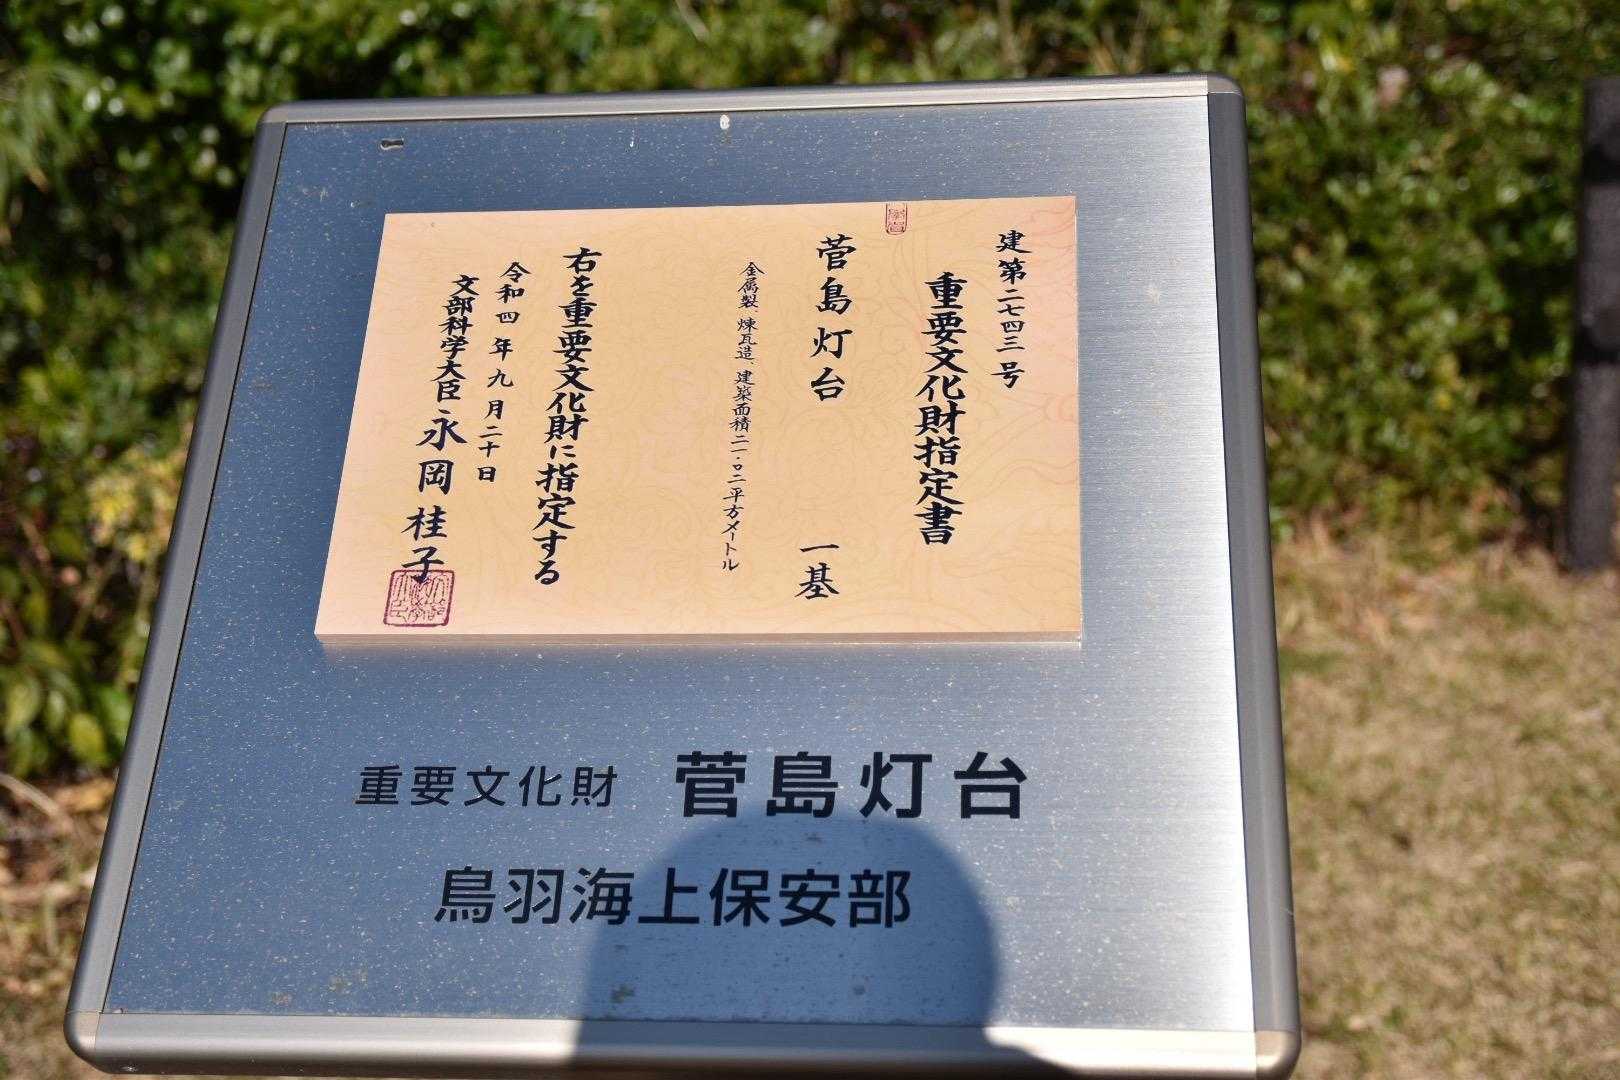 建第二七四三号
重要文化財指定書
菅島灯台 一基
金属製、煉瓦造、建築面積二一・〇二平方メートル
右を重要文化財に指定する
令和四年九月二十日
文部科学大臣 永岡桂子
重要文化財 菅島灯台
鳥羽海上保安部